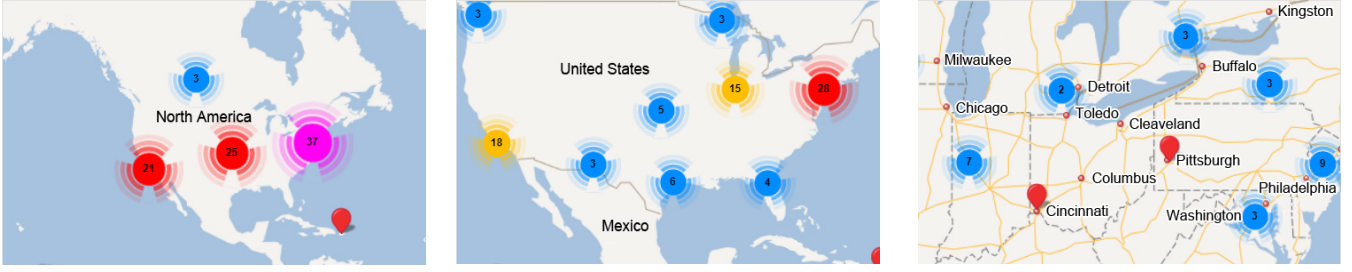 3
North America
37
25
21
3
3
United States
15
28
5
18
3
6
4
Mexico
Kingston
3
Milwaukee
Buffalo
2
Detroit
3
Chicago
Toledo
Cleaveland
7
Pittsburgh
9
Columbus
Philadelphia
Cincinnati
Washington
3